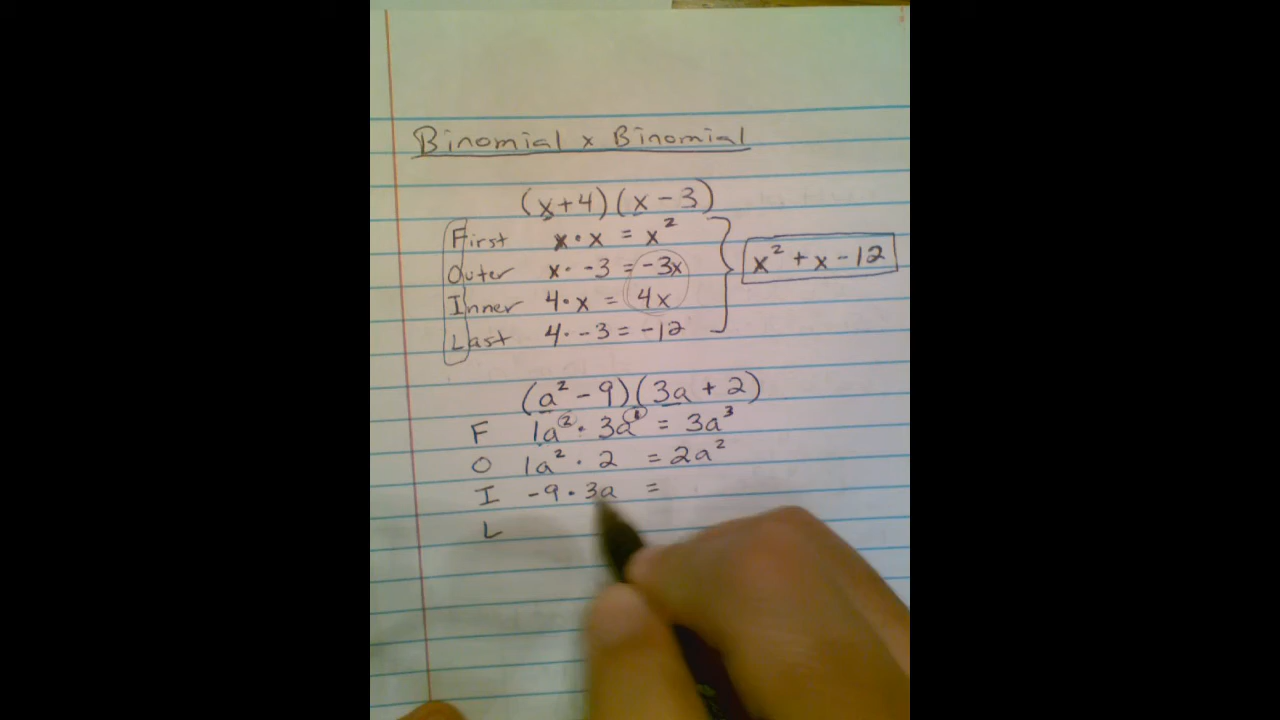 Binomial x Binomial
(x+4)(x-3)
First x·x = x²
Outer x·-3 = -3x
Inner 4·x = 4x
Last 4·-3 = -12
x² + x - 12
(a² - 9)(3a + 2)
F 1a² · 3a¹ = 3a³
O 1a² · 2 = 2a²
I -9 · 3a =
L